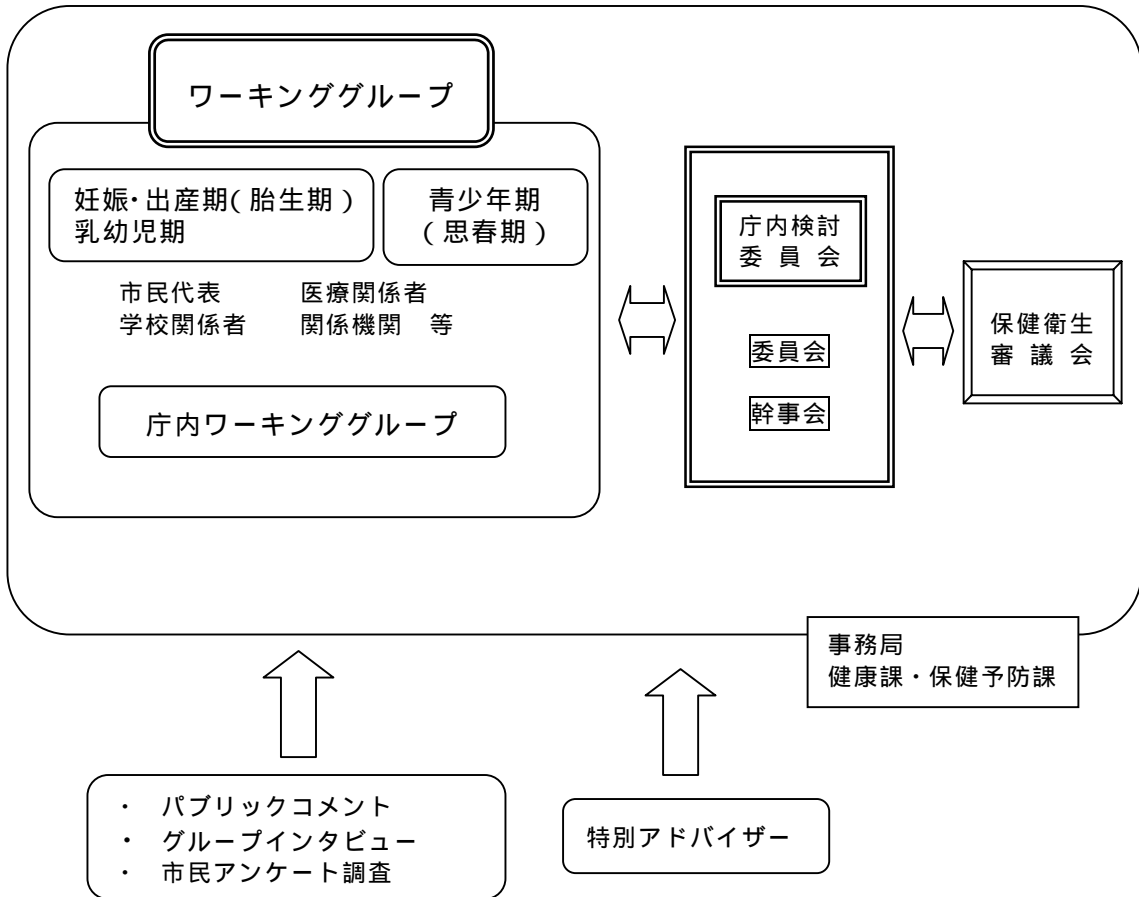 ワーキンググループ
妊娠・出産期(胎生期)
乳幼児期
青少年期
(思春期)
市民代表　医療関係者
学校関係者　関係機関　等
庁内ワーキンググループ
庁内検討
委員会
委員会
幹事会
保健衛生
審議会
事務局
健康課・保健予防課
・ パブリックコメント
・ グループインタビュー
・ 市民アンケート調査
特別アドバイザー